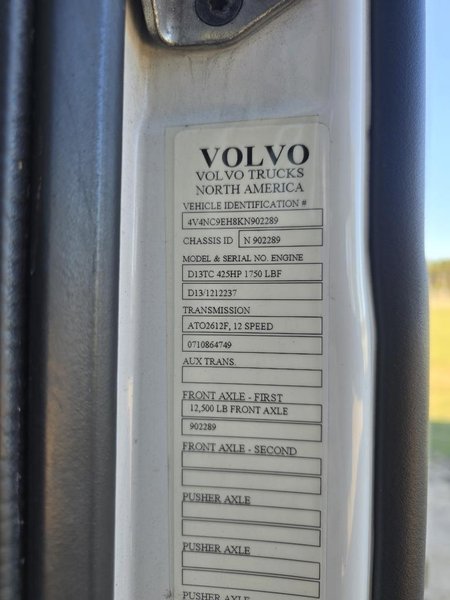 VOLVO
VOLVO TRUCKS
NORTH AMERICA
VEHICLE IDENTIFICATION #
4V4NC9EH8KN902289
CHASSIS ID N 902289
MODEL & SERIAL NO. ENGINE
D13TC 425HP 1750 LBF
D13/1212237
TRANSMISSION
ATO2612F, 12 SPEED
0710864749
AUX TRANS.
FRONT AXLE - FIRST
12,500 LB FRONT AXLE
902289
FRONT AXLE - SECOND
PUSHER AXLE
PUSHER AXLE
PUSHER AXLE